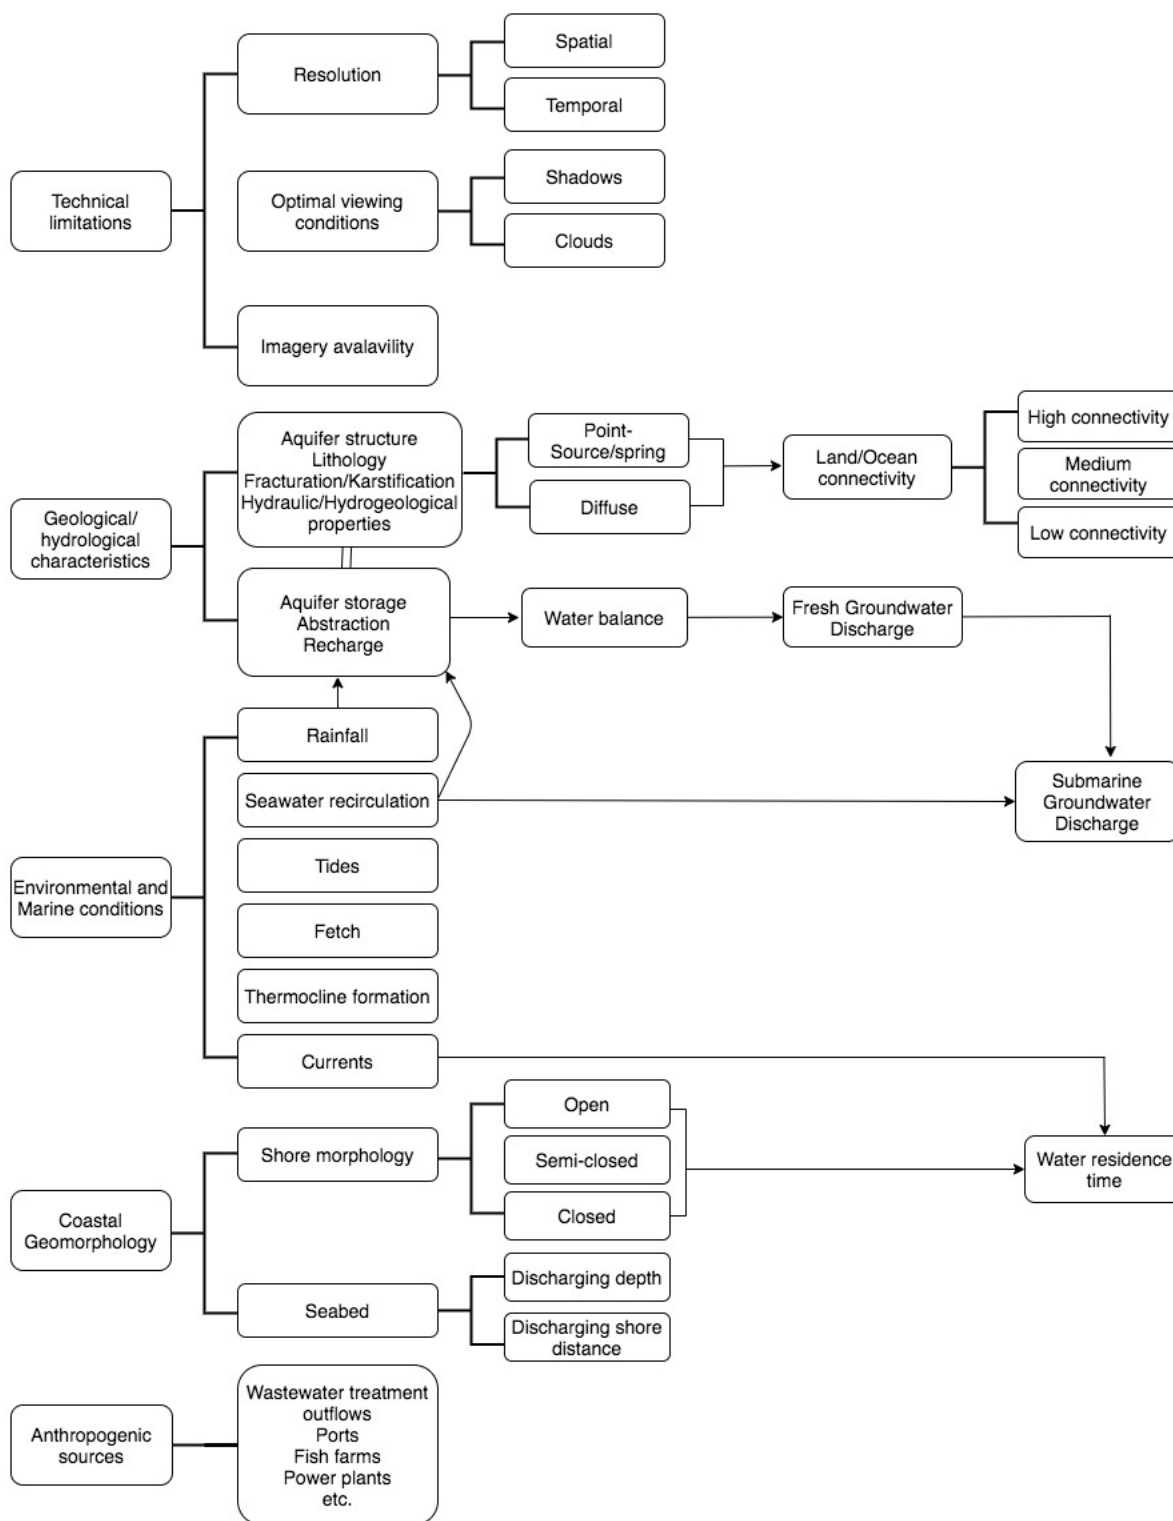 Technical
limitations
Resolution
Spatial
Temporal
Optimal viewing
conditions
Shadows
Clouds
Imagery avalavility
Geological/
hydrological
characteristics
Aquifer structure
Lithology
Fracturation/Karstification
Hydraulic/Hydrogeological
properties
Point-
Source/spring
Diffuse
Land/Ocean
connectivity
High connectivity
Medium
connectivity
Low connectivity
Aquifer storage
Abstraction
Recharge
Water balance
Fresh Groundwater
Discharge
Submarine
Groundwater
Discharge
Environmental and
Marine conditions
Rainfall
Seawater recirculation
Tides
Fetch
Thermocline formation
Currents
Water residence
time
Coastal
Geomorphology
Shore morphology
Open
Semi-closed
Closed
Seabed
Discharging depth
Discharging shore
distance
Anthropogenic
sources
Wastewater treatment
outflows
Ports
Fish farms
Power plants
etc.